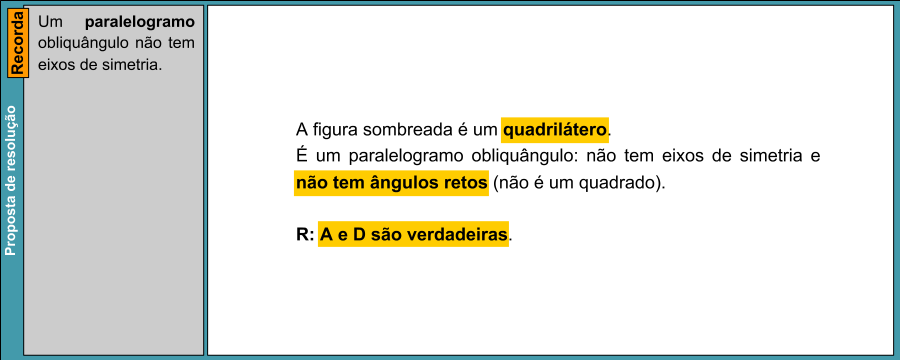 Recorda
Um paralelogramo
obliquângulo não tem
eixos de simetria.
Proposta de resolução
A figura sombreada é um quadrilátero.
É um paralelogramo obliquângulo: não tem eixos de simetria e
não tem ângulos retos (não é um quadrado).
R: A e D são verdadeiras.